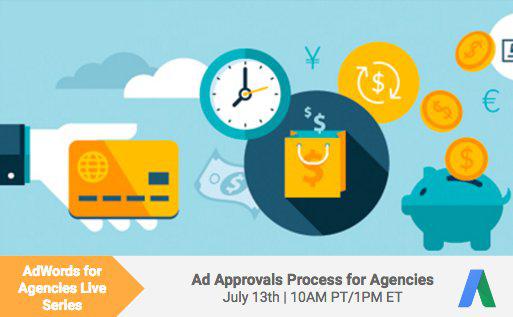 AdWords for
Agencies Live
Series
Ad Approvals Process for Agencies
July 13th | 10AM PT/1PM ET